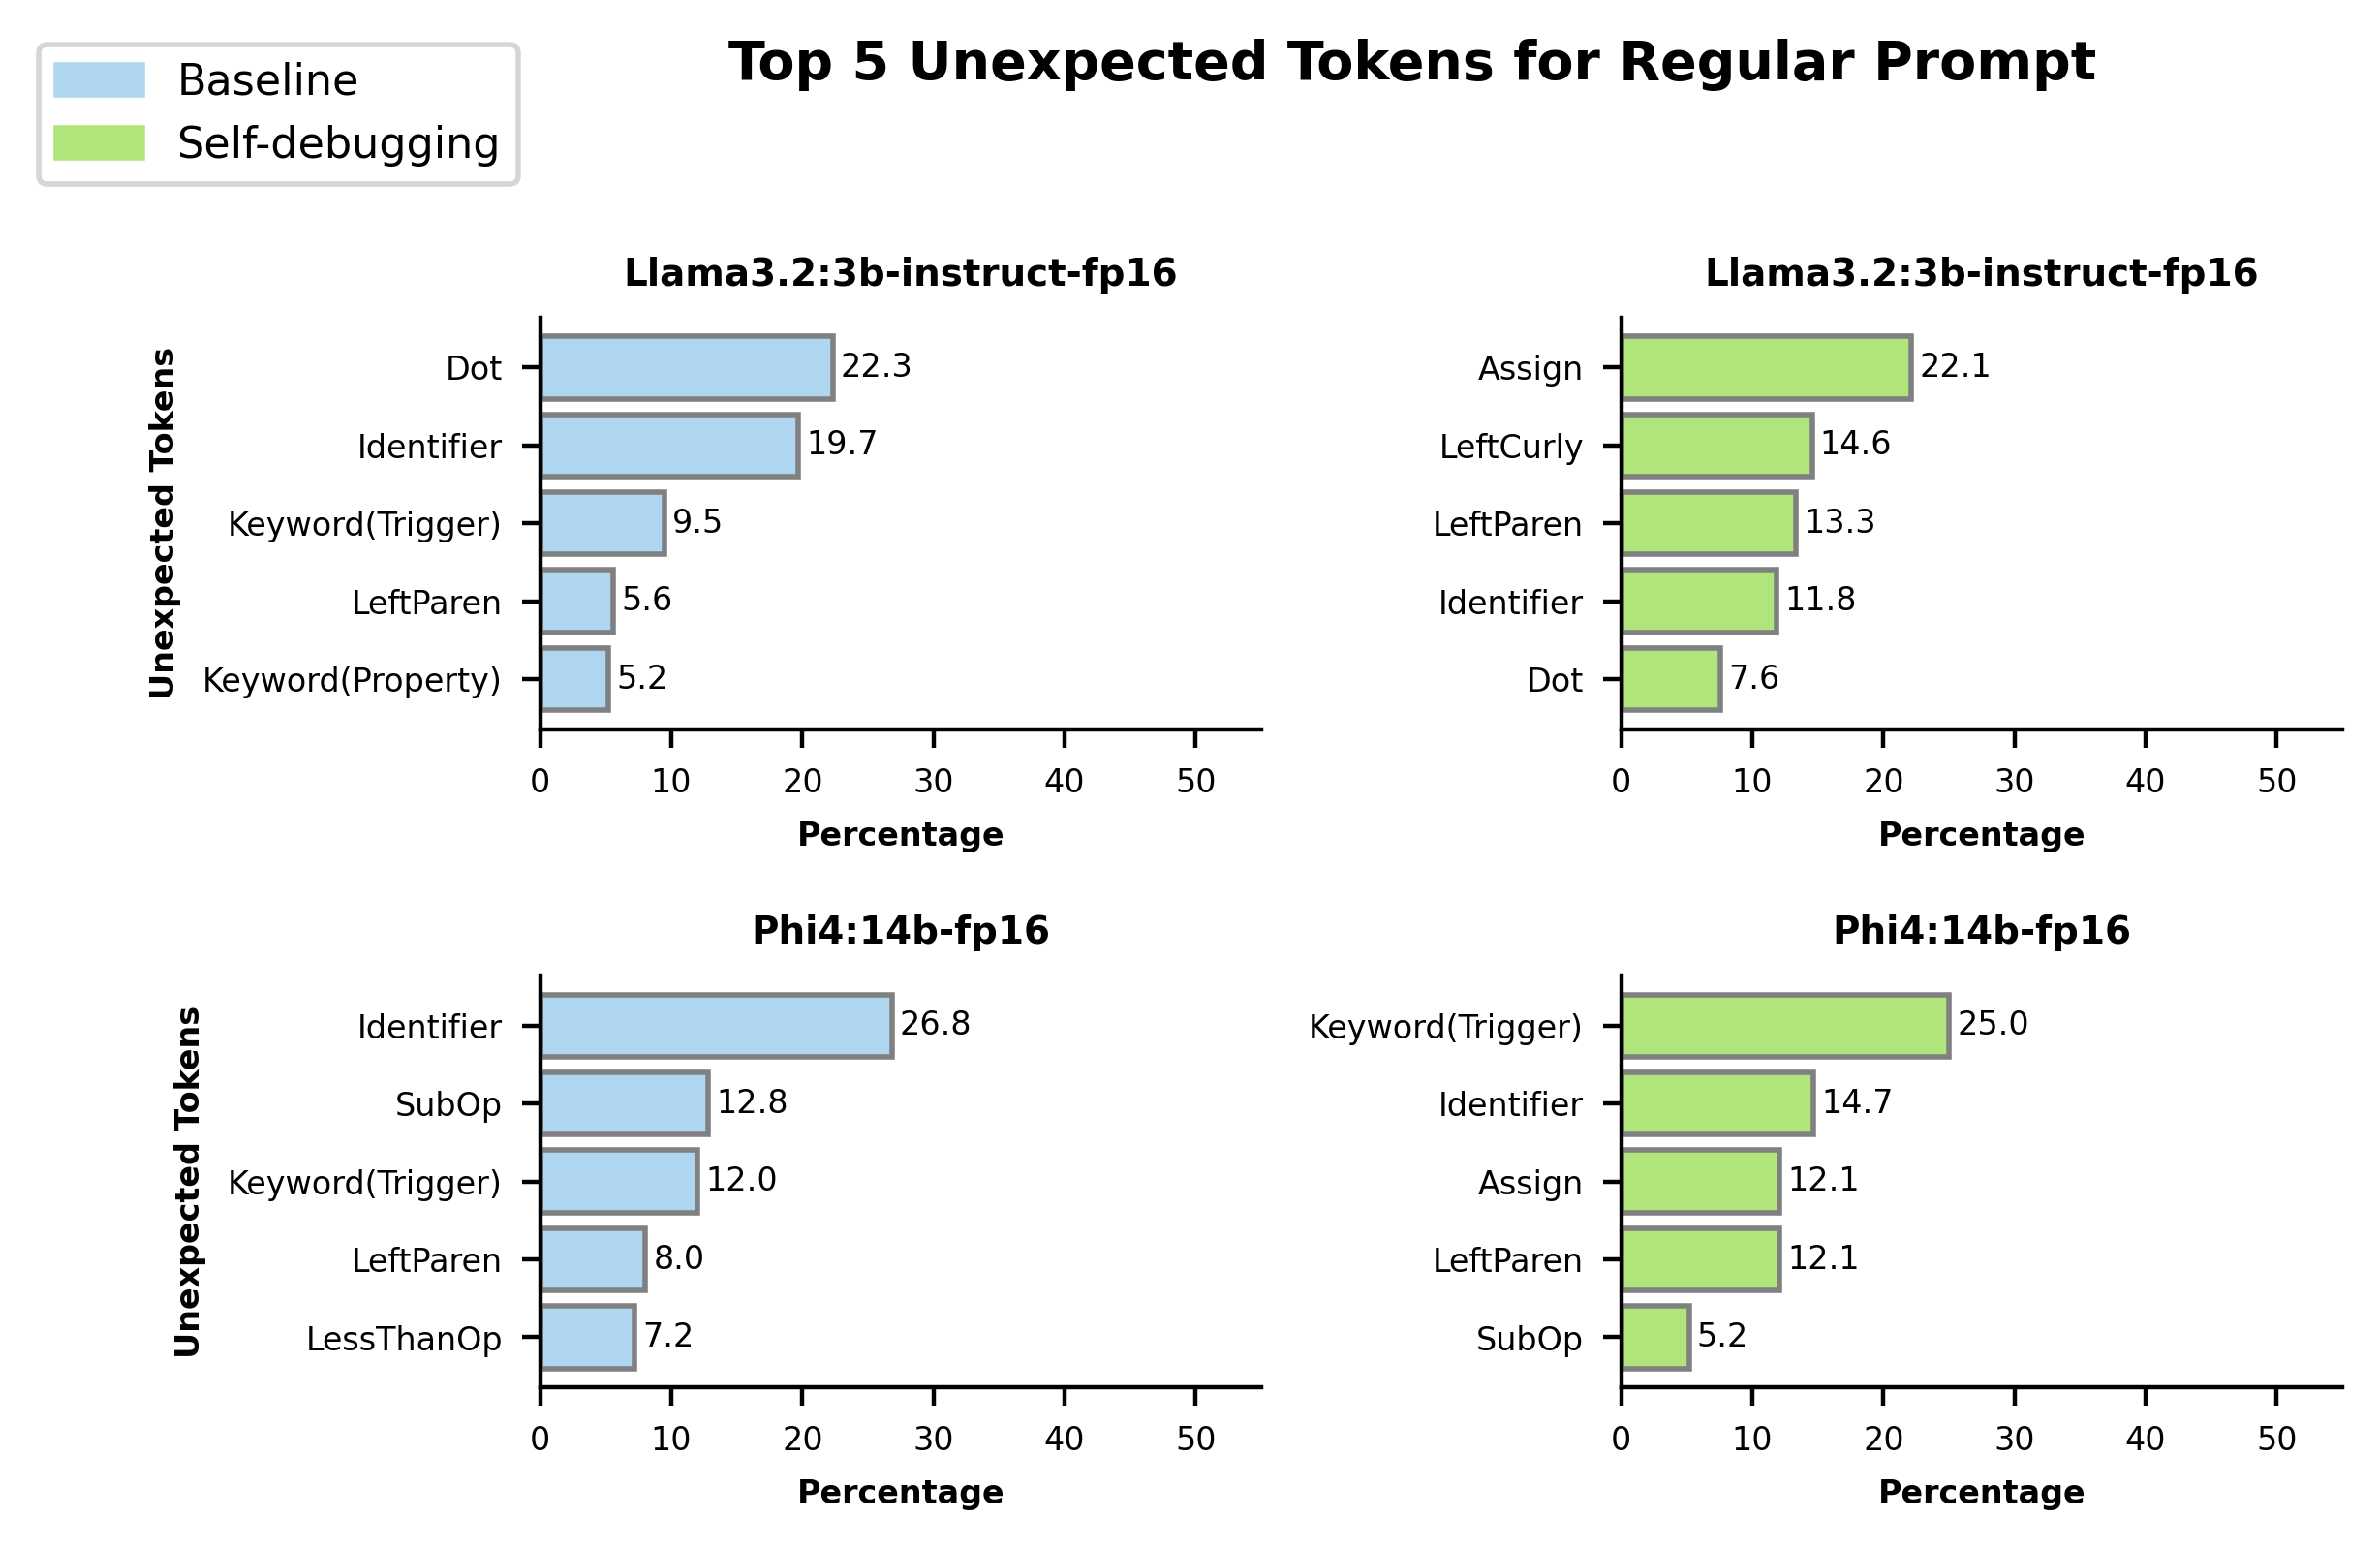 Baseline
Self-debugging
Top 5 Unexpected Tokens for Regular Prompt
Llama3.2:3b-instruct-fp16
Unexpected Tokens
Dot
22.3
Identifier
19.7
Keyword(Trigger)
9.5
LeftParen
5.6
Keyword(Property)
5.2
0 10 20 30 40 50
Percentage
Llama3.2:3b-instruct-fp16
Assign
22.1
LeftCurly
14.6
LeftParen
13.3
Identifier
11.8
Dot
7.6
0 10 20 30 40 50
Percentage
Phi4:14b-fp16
Unexpected Tokens
Identifier
26.8
SubOp
12.8
Keyword(Trigger)
12.0
LeftParen
8.0
LessThanOp
7.2
0 10 20 30 40 50
Percentage
Phi4:14b-fp16
Keyword(Trigger)
25.0
Identifier
14.7
Assign
12.1
LeftParen
12.1
SubOp
5.2
0 10 20 30 40 50
Percentage